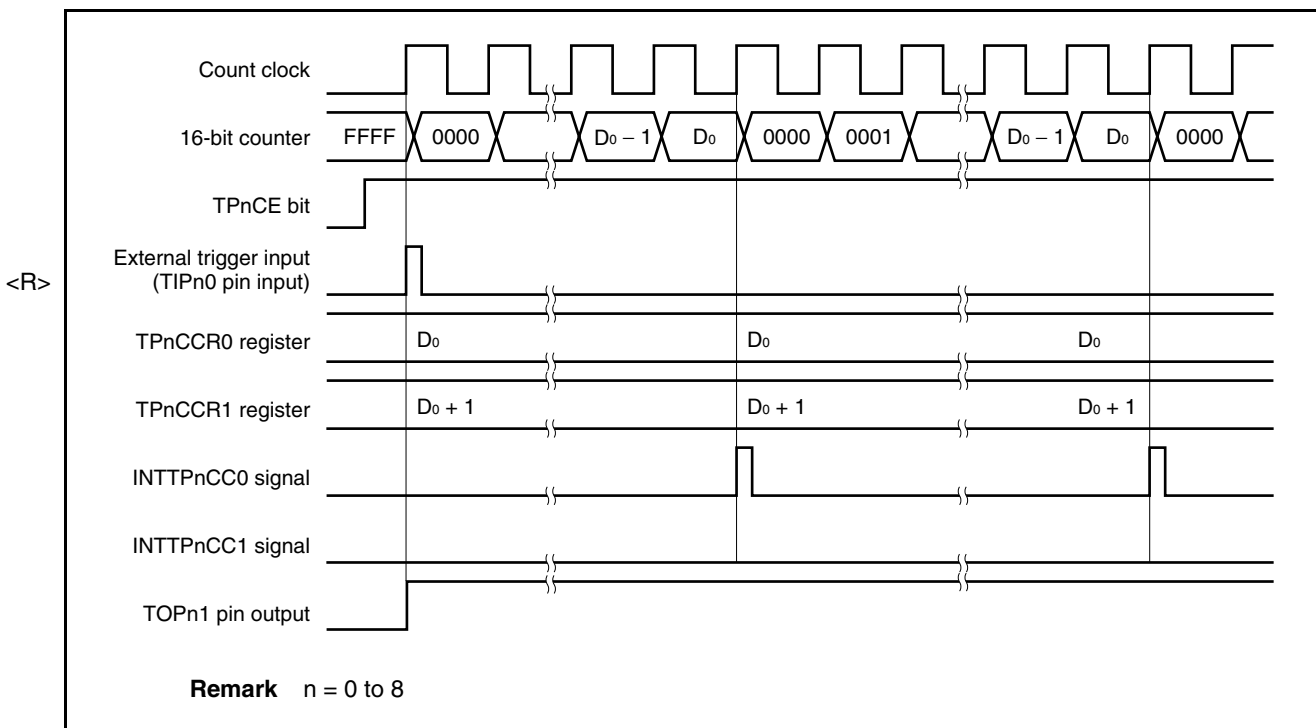 Count clock
16-bit counter FFFF 0000 D₀ − 1 D₀ 0000 0001 D₀ − 1 D₀ 0000
TPnCE bit
External trigger input
(TIPn0 pin input)
<R>
TPnCCR0 register D₀ D₀ D₀
TPnCCR1 register D₀ + 1 D₀ + 1 D₀ + 1
INTTPnCC0 signal
INTTPnCC1 signal
TOPn1 pin output
Remark n = 0 to 8